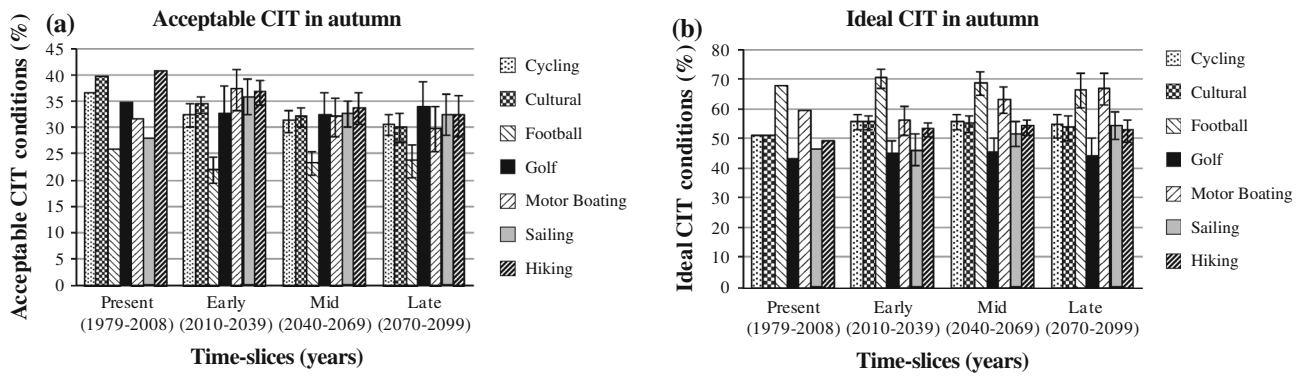 (a) Acceptable CIT in autumn
Acceptable CIT conditions (%)
45
40
35
30
25
20
15
10
5
0
Present Early Mid Late
(1979-2008) (2010-2039) (2040-2069) (2070-2099)
Time-slices (years)
Cycling
Cultural
Football
Golf
Motor Boating
Sailing
Hiking
(b) Ideal CIT in autumn
Ideal CIT conditions (%)
80
70
60
50
40
30
20
10
0
Present Early Mid Late
(1979-2008) (2010-2039) (2040-2069) (2070-2099)
Time-slices (years)
Cycling
Cultural
Football
Golf
Motor Boating
Sailing
Hiking